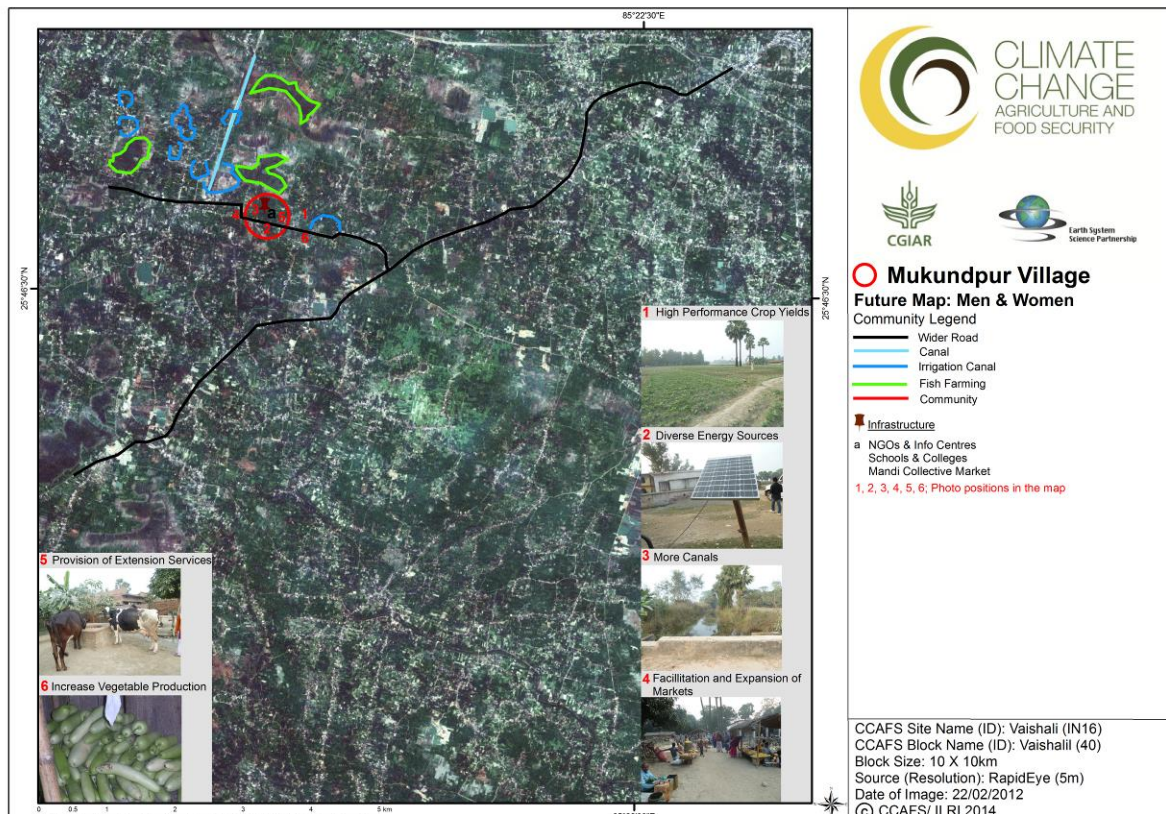 85°22'30"E
25°46'30"N
25°46'30"N
a
1
4
6
1 High Performance Crop Yields
2 Diverse Energy Sources
3 More Canals
4 Facillitation and Expansion of
Markets
5 Provision of Extension Services
6 Increase Vegetable Production
0 0.5 1 2 3 4 5 km
CLIMATE
CHANGE
AGRICULTURE AND
FOOD SECURITY
CGIAR
Earth System
Science Partnership
Mukundpur Village
Future Map: Men & Women
Community Legend
Wider Road
Canal
Irrigation Canal
Fish Farming
Community
Infrastructure
a NGOs & Info Centres
Schools & Colleges
Mandi Collective Market
1, 2, 3, 4, 5, 6; Photo positions in the map
CCAFS Site Name (ID): Vaishali (IN16)
CCAFS Block Name (ID): Vaishalil (40)
Block Size: 10 X 10km
Source (Resolution): RapidEye (5m)
Date of Image: 22/02/2012
© CCAFS/ ILRI 2014